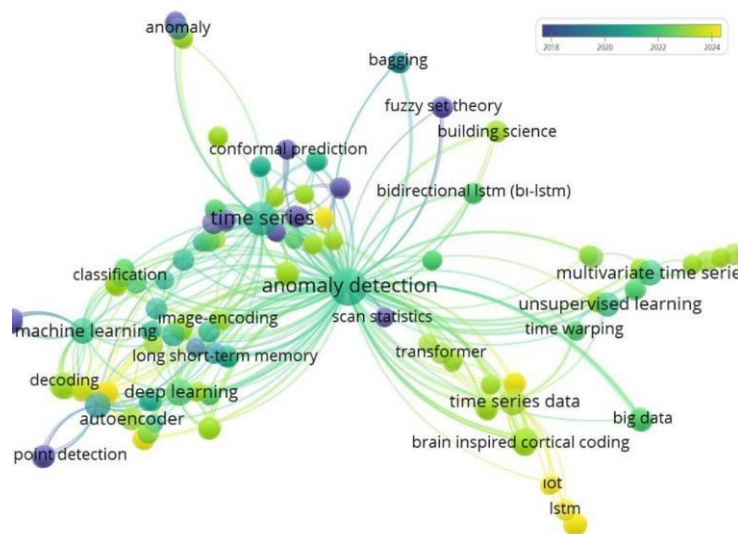 anomaly
2018 2020 2022 2024
bagging
fuzzy set theory
building science
conformal prediction
bidirectional lstm (bı-lstm)
time series
classification
anomaly detection
multivariate time serie
unsupervised learning
scan statistics
time warping
image-encoding
machine learning
long short-term memory
transformer
decoding
deep learning
time series data
autoencoder
big data
brain inspired cortical coding
point detection
ıot
lstm